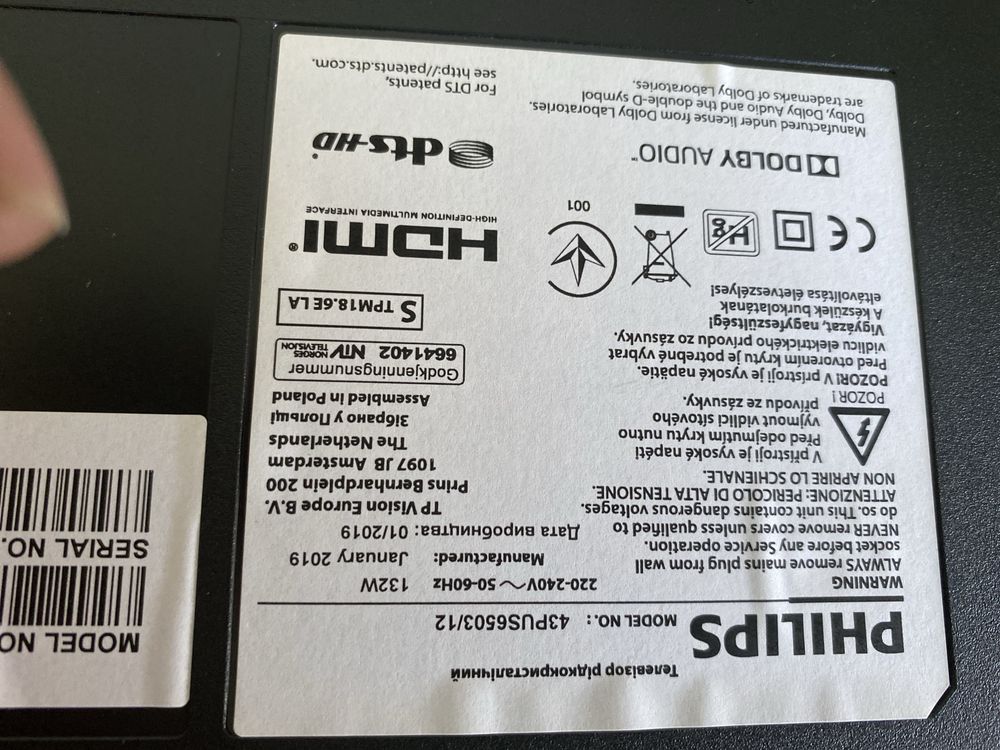 Телевізор рідкокристалічний
PHILIPS
MODEL NO.: 43PUS6503/12
WARNING
ALWAYS remove mains plug from wall
socket before any Service operation.
NEVER remove covers unless qualified to
do so. This unit contains dangerous voltages.
ATTENZIONE: PERICOLO DI ALTA TENSIONE.
NON APRIRE LO SCHIENALE.
V přístroji je vysoké napětí
Před odejmutím krytu nutno
vyjmout vidlici síťového
přívodu ze zásuvky.
POZOR!
POZOR! V prístroji je vysoké napätie.
Pred otvorením krytu je potrebné vybrať
vidlicu elektrického prívodu zo zásuvky.
Vigyázat, nagyfeszültség!
A készülék burkolatának
eltávolítása életveszélyes!
CE
Hg
001
DOLBY AUDIO™
Manufactured under license from Dolby Laboratories.
Dolby, Dolby Audio and the double-D symbol
are trademarks of Dolby Laboratories.
220-240V~50-60Hz 132W
Manufactured: January 2019
Дата виробництва: 01/2019
TP Vision Europe B.V.
Prins Bernhardplein 200
1097 JB Amsterdam
The Netherlands
Зібрано у Польщі
Assembled in Poland
Godkjenningsnummer
6641402 NTV NORGES TELEVISION
S TPM18.6E LA
HDMI®
HIGH-DEFINITION MULTIMEDIA INTERFACE
dts-HD®
For DTS patents,
see http://patents.dts.com.
MODEL NO
SERIAL NO.